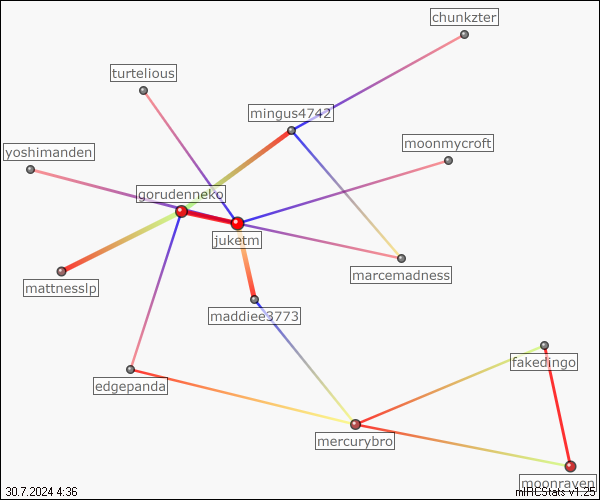 chunkzter
turtelious
mingus4742
moonmycroft
yoshimanden
gorudenneko
juketm
marcemadness
mattnesslp
maddiee3773
fakedingo
edgepanda
mercurybro
moonraven
30.7.2024 4:36
mIRCStats v1.25